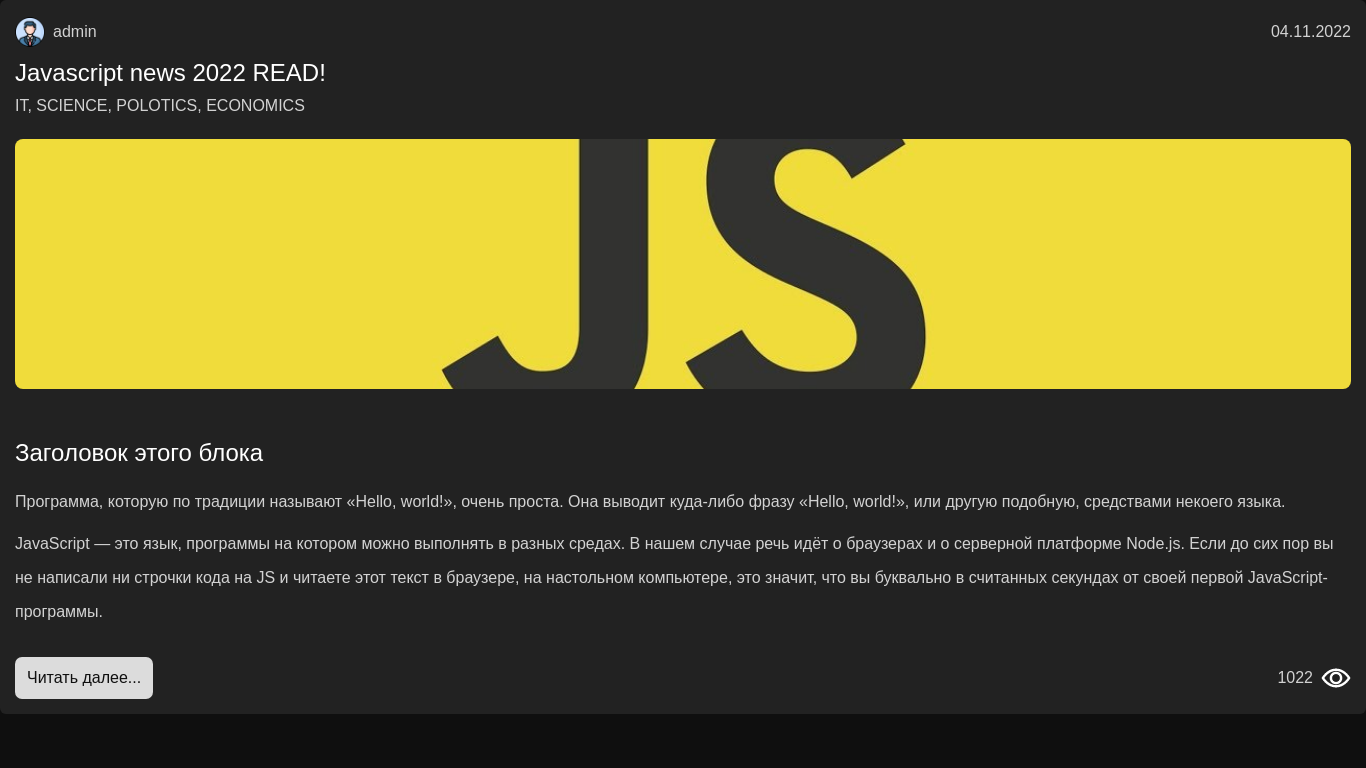 admin
04.11.2022
Javascript news 2022 READ!
IT, SCIENCE, POLOTICS, ECONOMICS
JS
Заголовок этого блока
Программа, которую по традиции называют «Hello, world!», очень проста. Она выводит куда-либо фразу «Hello, world!», или другую подобную, средствами некоего языка.
JavaScript — это язык, программы на котором можно выполнять в разных средах. В нашем случае речь идёт о браузерах и о серверной платформе Node.js. Если до сих пор вы
не написали ни строчки кода на JS и читаете этот текст в браузере, на настольном компьютере, это значит, что вы буквально в считанных секундах от своей первой JavaScript-
программы.
Читать далее...
1022